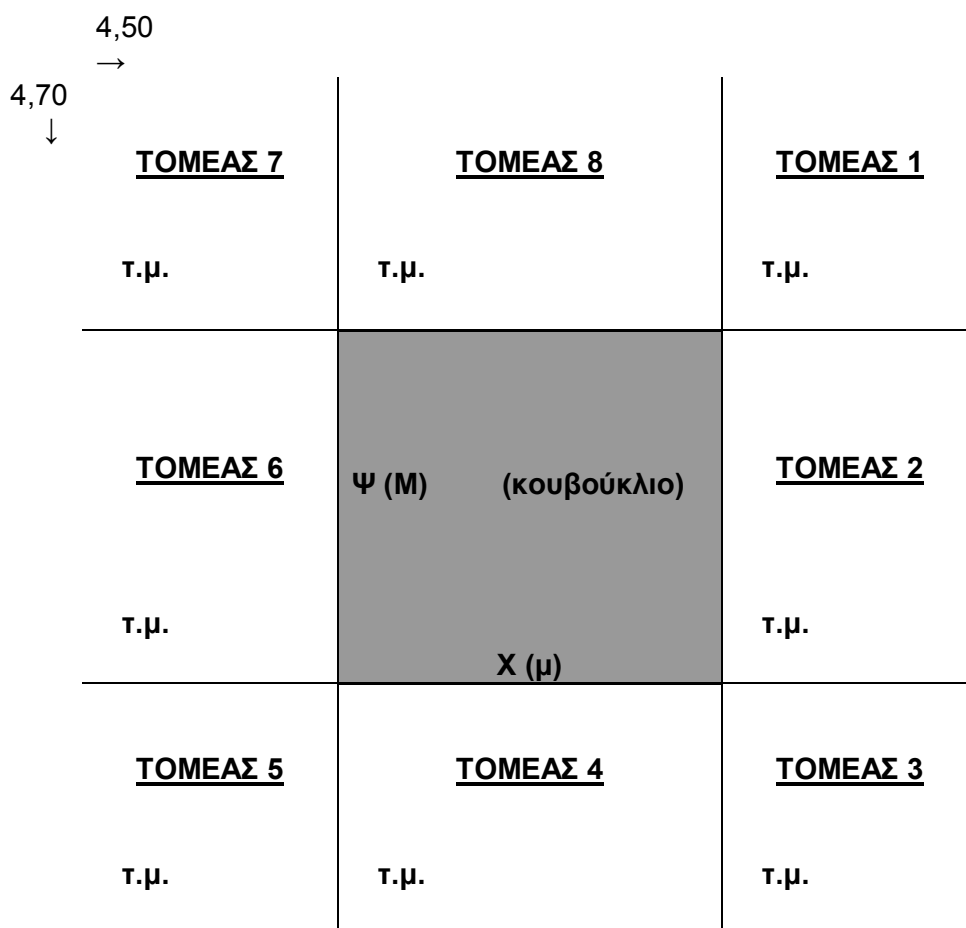 4,50
→
4,70
↓
ΤΟΜΕΑΣ 7 ΤΟΜΕΑΣ 8 ΤΟΜΕΑΣ 1
τ.μ. τ.μ. τ.μ.
ΤΟΜΕΑΣ 6 ΤΟΜΕΑΣ 2
Ψ (Μ) (κουβούκλιο)
τ.μ. τ.μ.
Χ (μ)
ΤΟΜΕΑΣ 5 ΤΟΜΕΑΣ 4 ΤΟΜΕΑΣ 3
τ.μ. τ.μ. τ.μ.